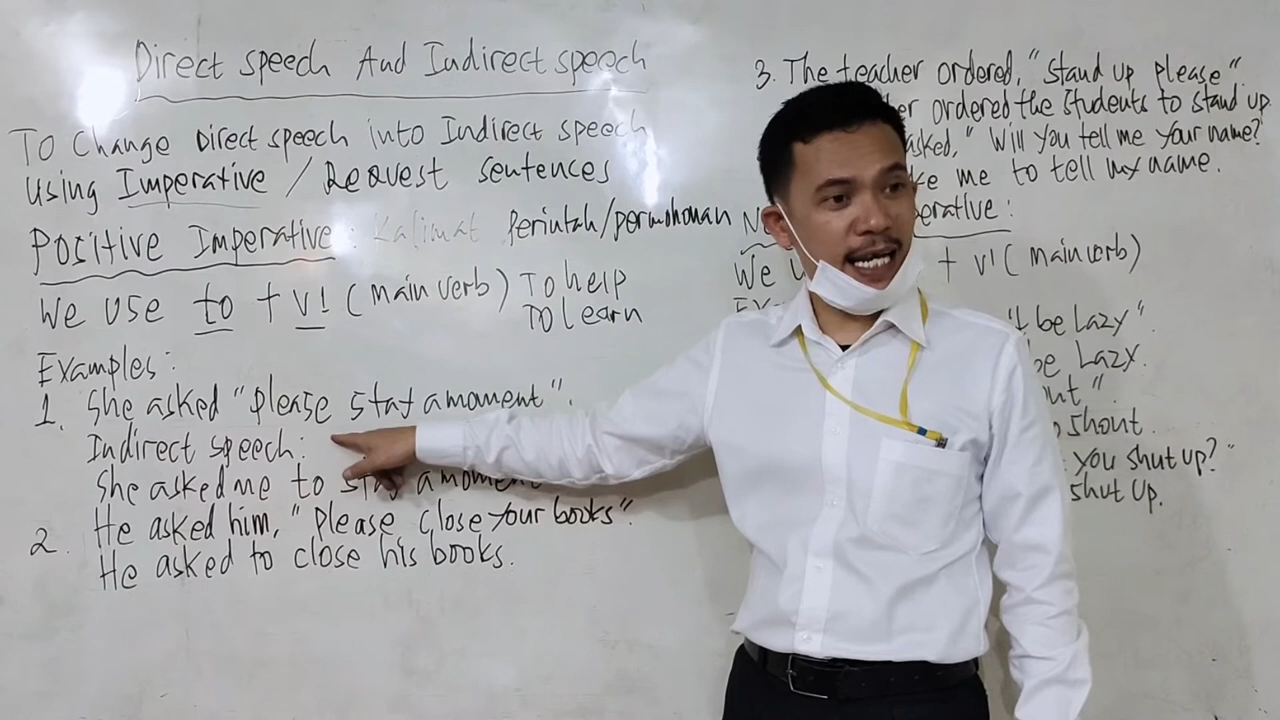 Direct speech And Indirect speech
To Change Direct speech into Indirect speech
Using Imperative / Request sentences
Positive Imperative : Kalimat Perintah/permohonan
We use to + V1 (main verb) To help
To learn
Examples:
1. She asked "please stay a moment".
Indirect speech:
She asked me to stay a moment
2. He asked him, "Please close your books".
He asked to close his books.
3. The teacher ordered, "Stand up please"
ordered the students to stand up.
asked, "Will you tell me your name?
me to tell my name.
We + V1 (main verb)
be Lazy".
be Lazy.
shout.
you shut up?"
shut up.